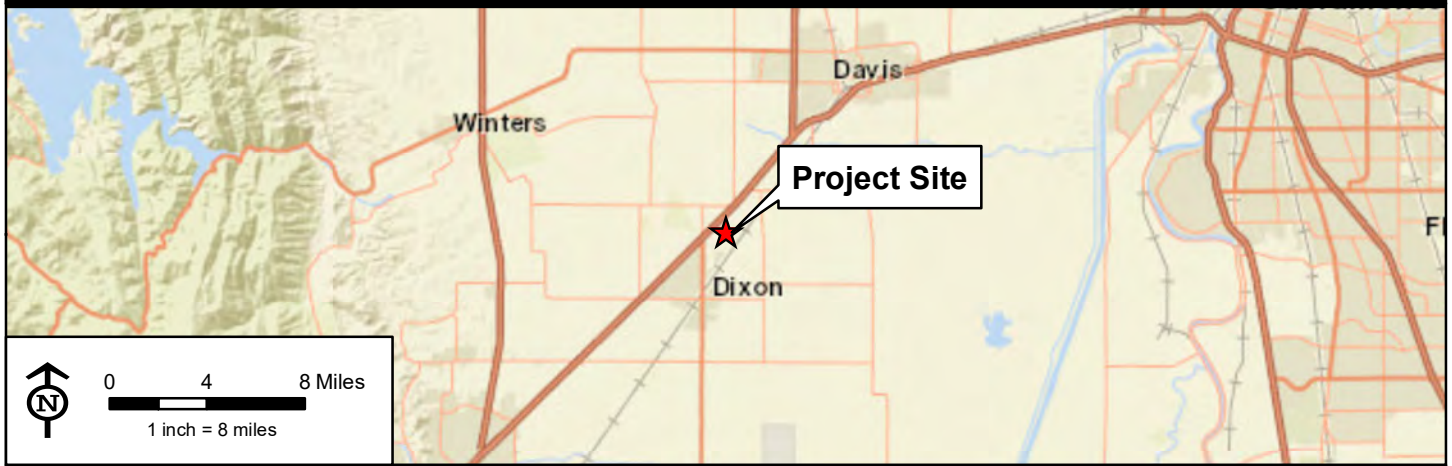 Davis
Winters
Project Site
Dixon
0 4 8 Miles
N
1 inch = 8 miles